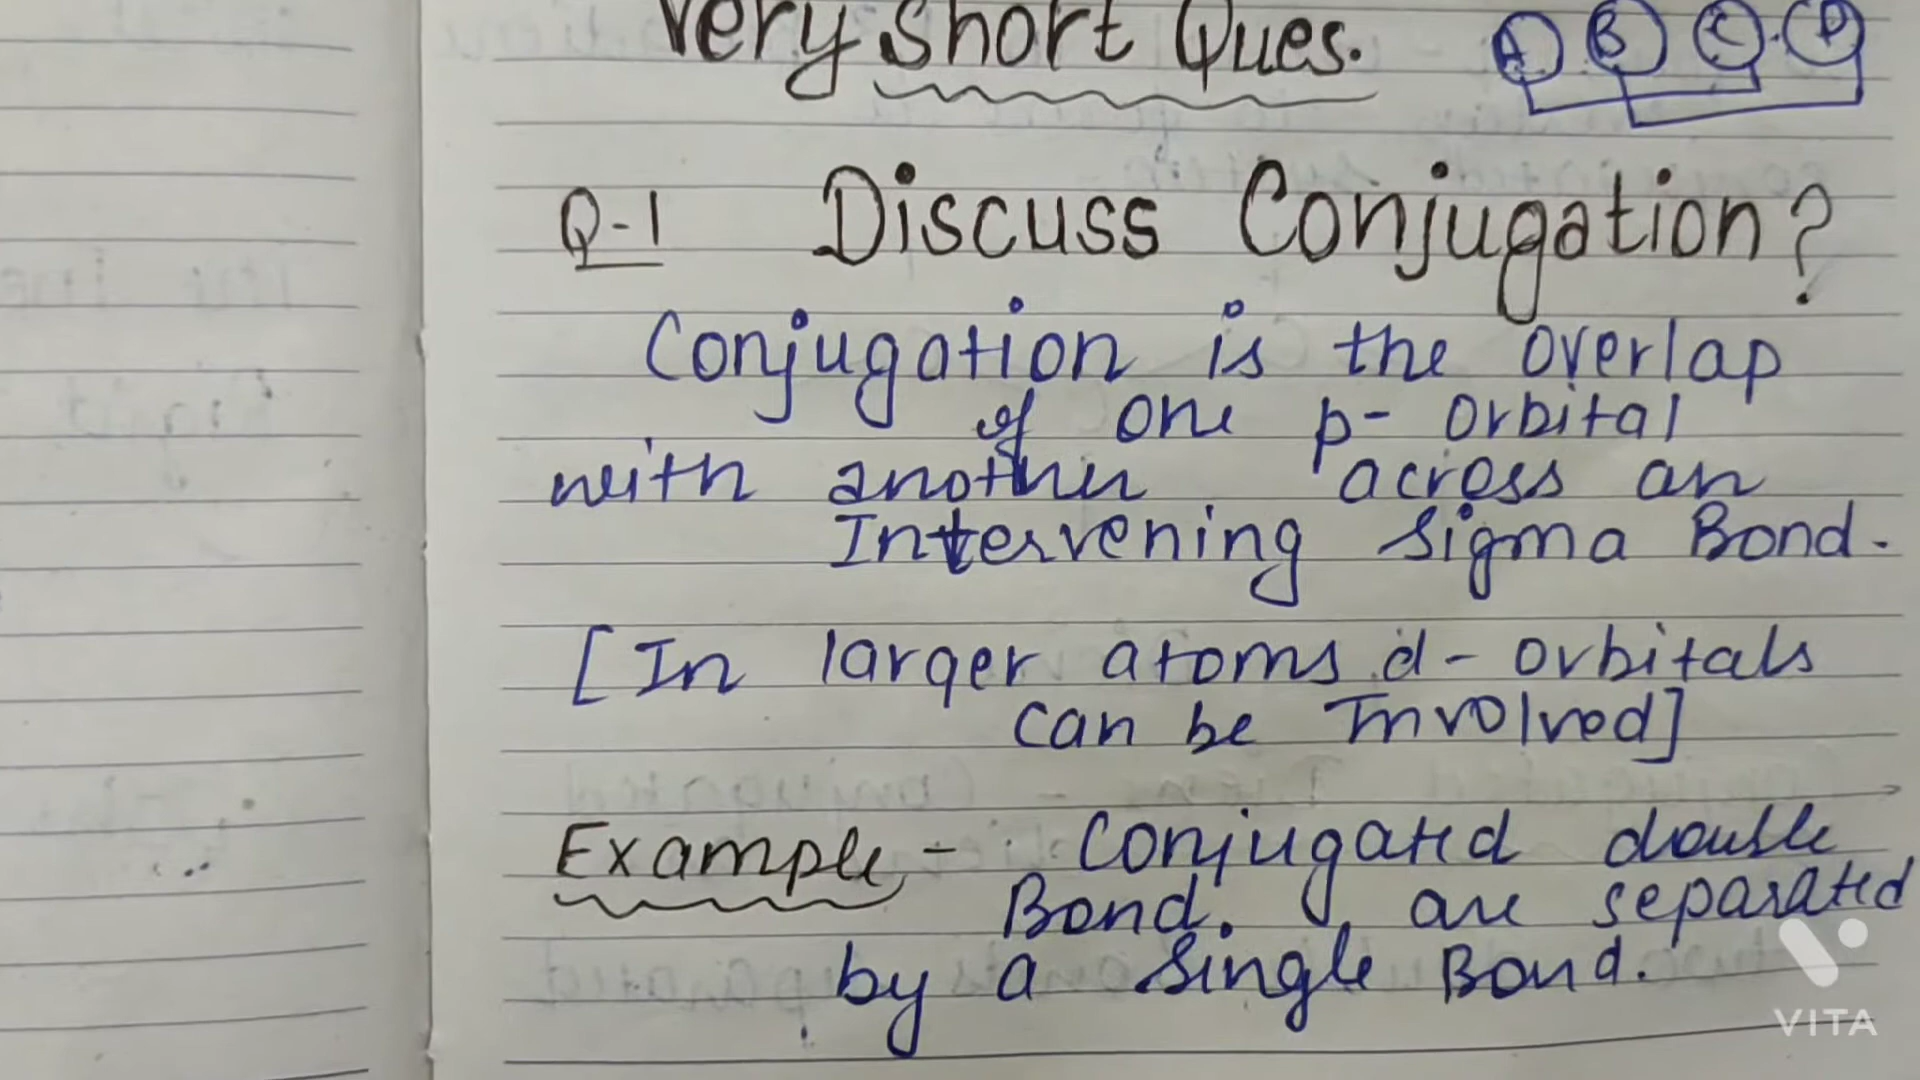 Very short Ques.
A B C D
Q-1 Discuss Conjugation?
Conjugation is the overlap
of one p- orbital
with another across an
Intervening Sigma Bond.
[In larger atoms d- orbitals
can be Involved]
Example - Conjugated double
Bond. are separated
by a Single Bond.
VITA